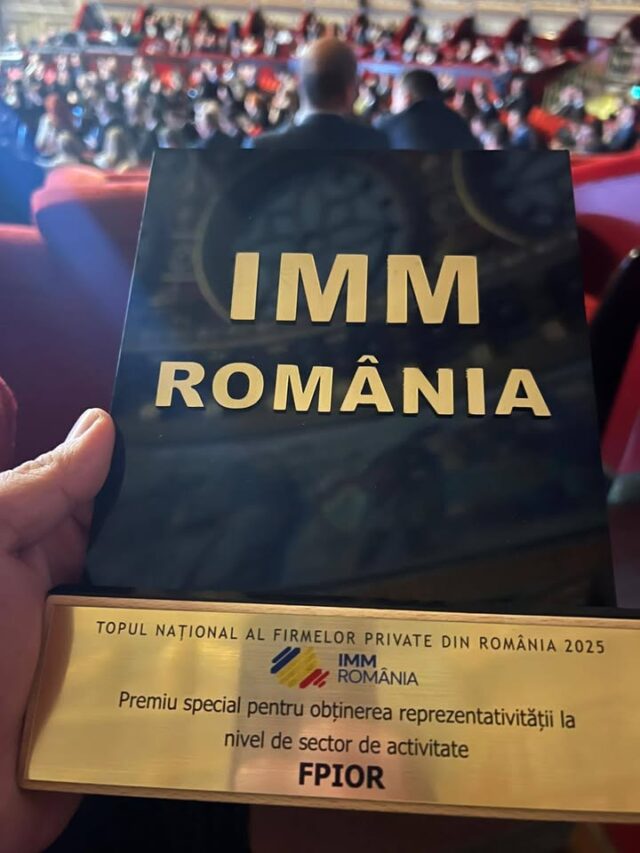 IMM
ROMÂNIA
TOPUL NAȚIONAL AL FIRMELOR PRIVATE DIN ROMÂNIA 2025
IMM
ROMÂNIA
Premiu special pentru obținerea reprezentativității la
nivel de sector de activitate
FPIOR